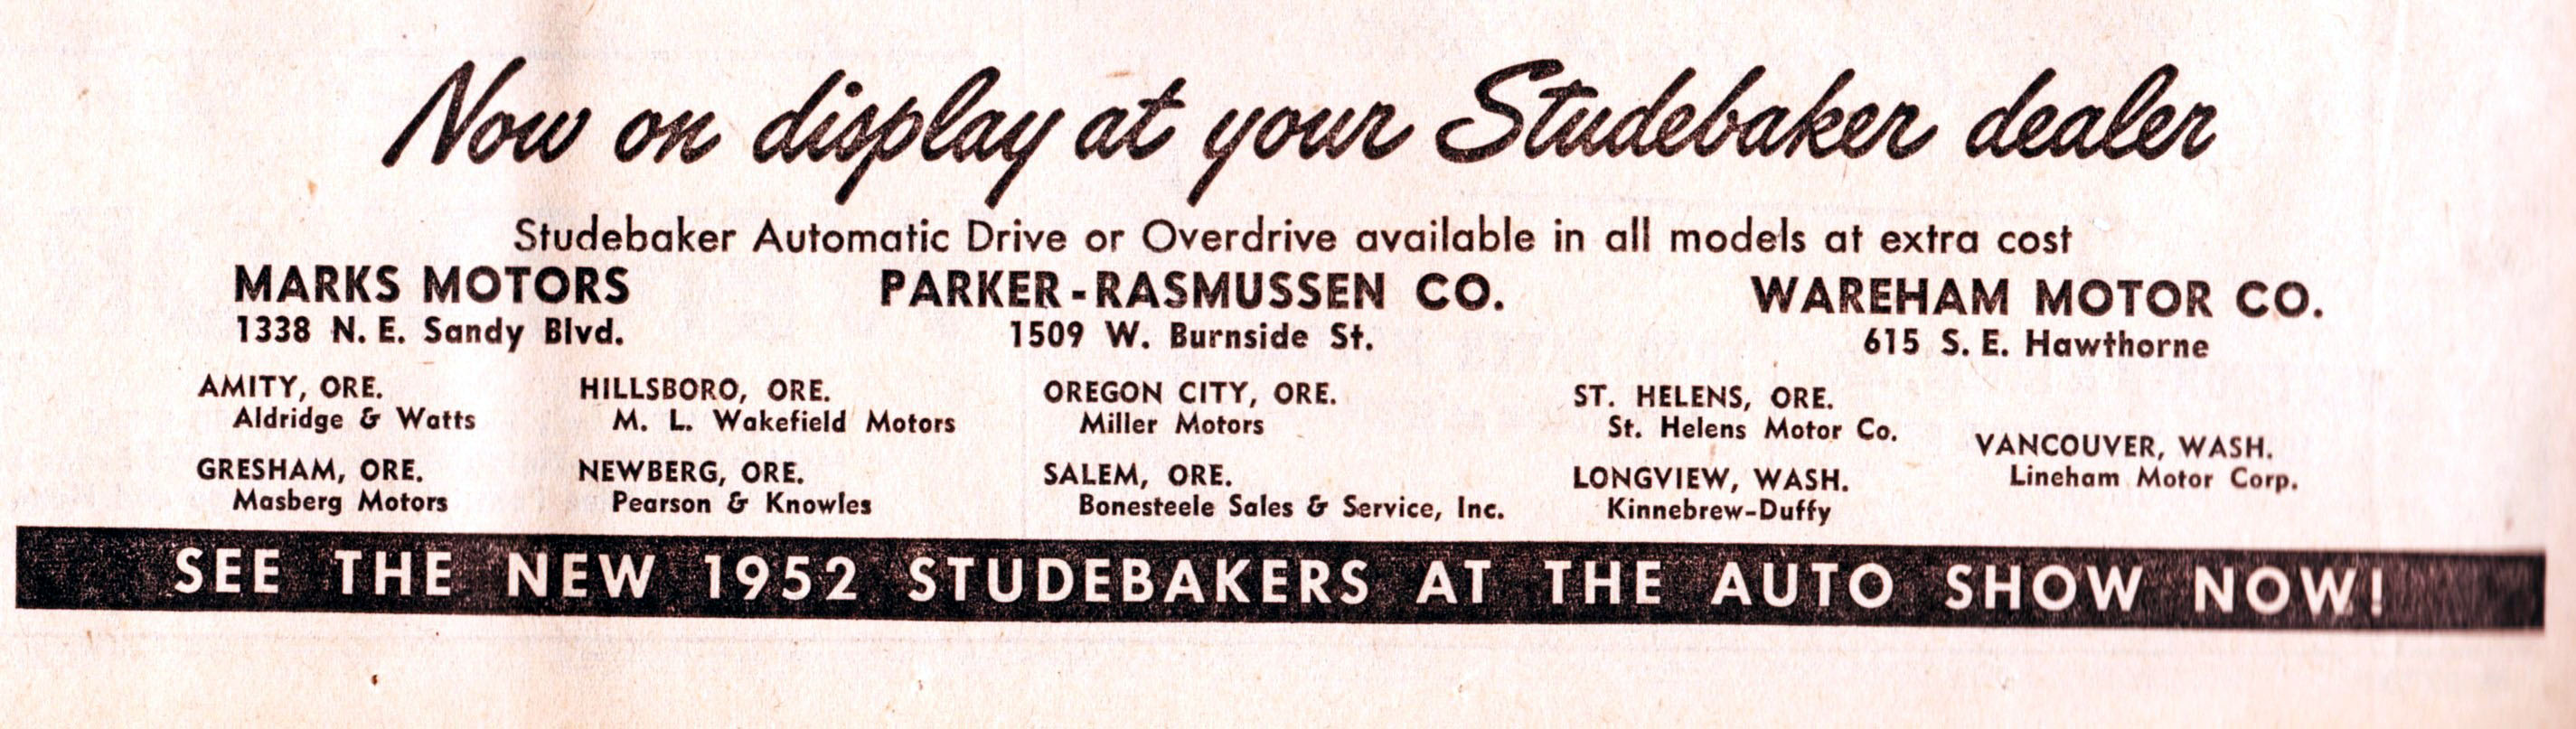 Now on display at your Studebaker dealer
Studebaker Automatic Drive or Overdrive available in all models at extra cost
MARKS MOTORS
1338 N. E. Sandy Blvd.
PARKER-RASMUSSEN CO.
1509 W. Burnside St.
WAREHAM MOTOR CO.
615 S. E. Hawthorne
AMITY, ORE.
Aldridge & Watts
GRESHAM, ORE.
Masberg Motors
HILLSBORO, ORE.
M. L. Wakefield Motors
NEWBERG, ORE.
Pearson & Knowles
OREGON CITY, ORE.
Miller Motors
SALEM, ORE.
Bonesteele Sales & Service, Inc.
ST. HELENS, ORE.
St. Helens Motor Co.
LONGVIEW, WASH.
Kinnebrew-Duffy
VANCOUVER, WASH.
Lineham Motor Corp.
SEE THE NEW 1952 STUDEBAKERS AT THE AUTO SHOW NOW!